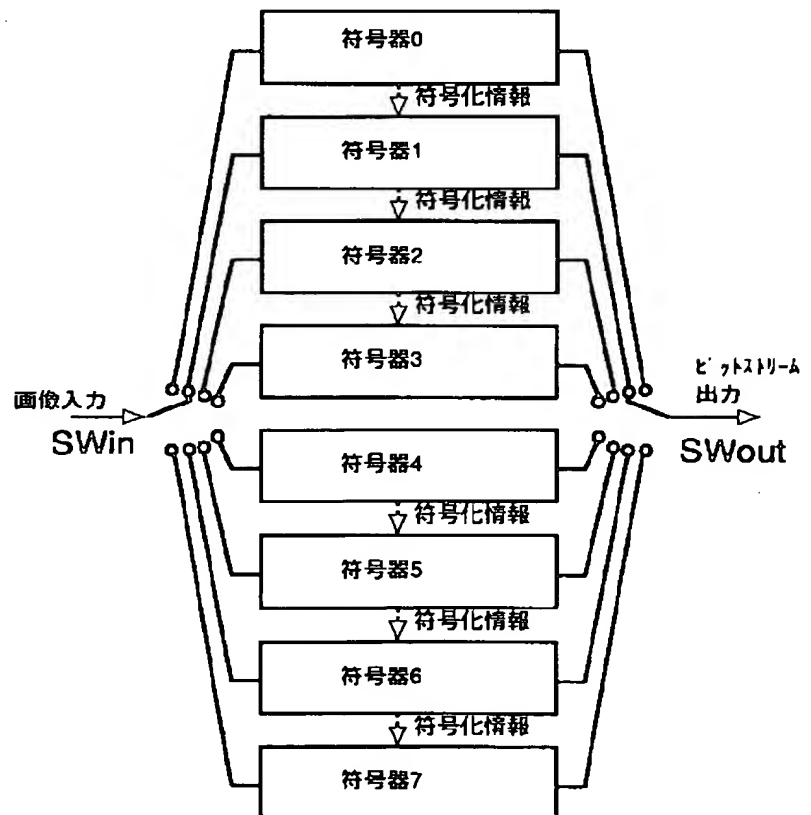 符号器0
符号化情報
符号器1
符号化情報
符号器2
符号化情報
符号器3
画像入力
SWin
ビットストリーム
出力
SWout
符号器4
符号化情報
符号器5
符号化情報
符号器6
符号化情報
符号器7